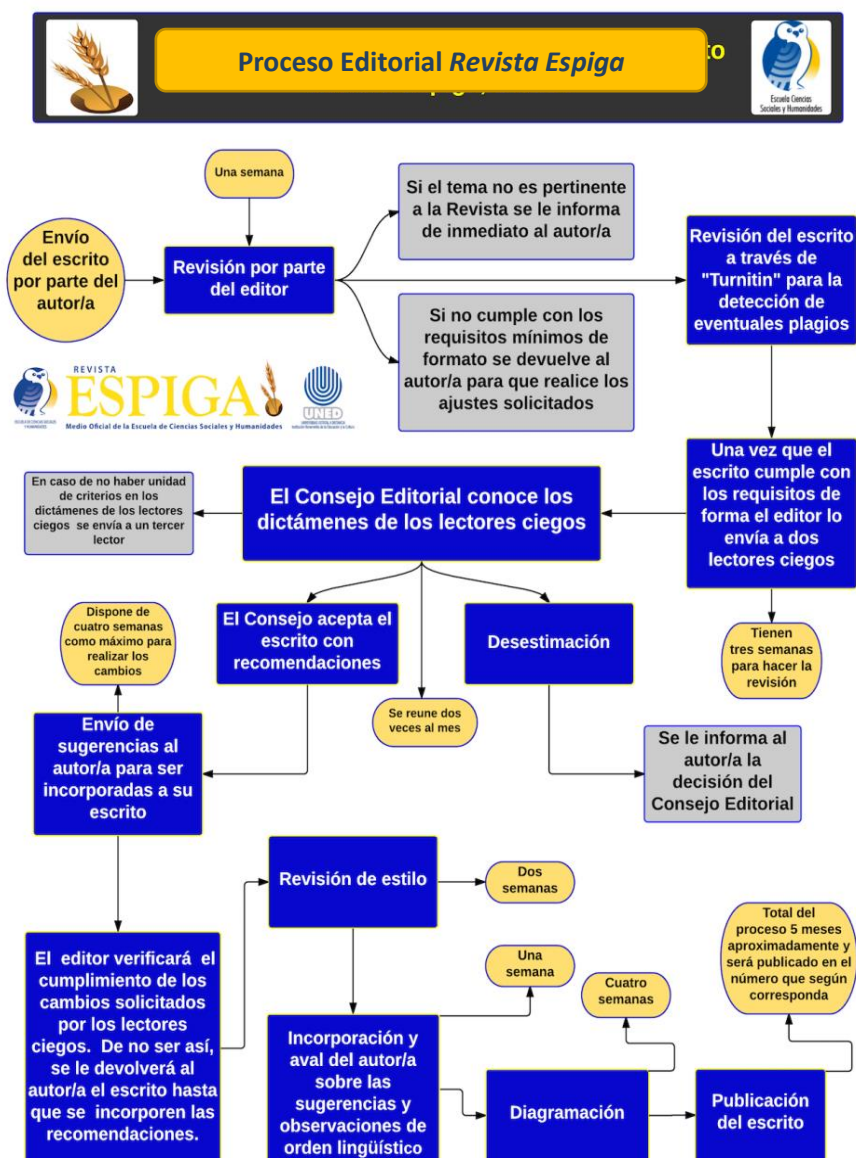 Proceso Editorial Revista Espiga
to
Escuela Ciencias
Sociales y Humanidades
Una semana
Envío
del escrito
por parte del
autor/a
Revisión por parte
del editor
Si el tema no es pertinente
a la Revista se le informa
de inmediato al autor/a
Revisión del escrito
a través de
"Turnitin" para la
detección de
eventuales plagios
Si no cumple con los
requisitos mínimos de
formato se devuelve al
autor/a para que realice los
ajustes solicitados
REVISTA
ESPIGA
Medio Oficial de la Escuela de Ciencias Sociales y Humanidades
UNED
En caso de no haber unidad
de criterios en los
dictámenes de los lectores
ciegos se envía a un tercer
lector
El Consejo Editorial conoce los
dictámenes de los lectores ciegos
Una vez que el
escrito cumple con
los requisitos de
forma el editor lo
envía a dos
lectores ciegos
Dispone de
cuatro semanas
como máximo para
realizar los
cambios
El Consejo acepta el
escrito con
recomendaciones
Desestimación
Tienen
tres semanas
para hacer la
revisión
Se reune dos
veces al mes
Envío de
sugerencias al
autor/a para ser
incorporadas a su
escrito
Se le informa al
autor/a la
decisión del
Consejo Editorial
Revisión de estilo
Dos
semanas
El editor verificará el
cumplimiento de los
cambios solicitados
por los lectores
ciegos. De no ser así,
se le devolverá al
autor/a el escrito hasta
que se incorporen las
recomendaciones.
Una
semana
Cuatro
semanas
Total del
proceso 5 meses
aproximadamente y
será publicado en el
número que según
corresponda
Incorporación y
aval del autor/a
sobre las
sugerencias y
observaciones de
orden lingüístico
Diagramación
Publicación
del escrito